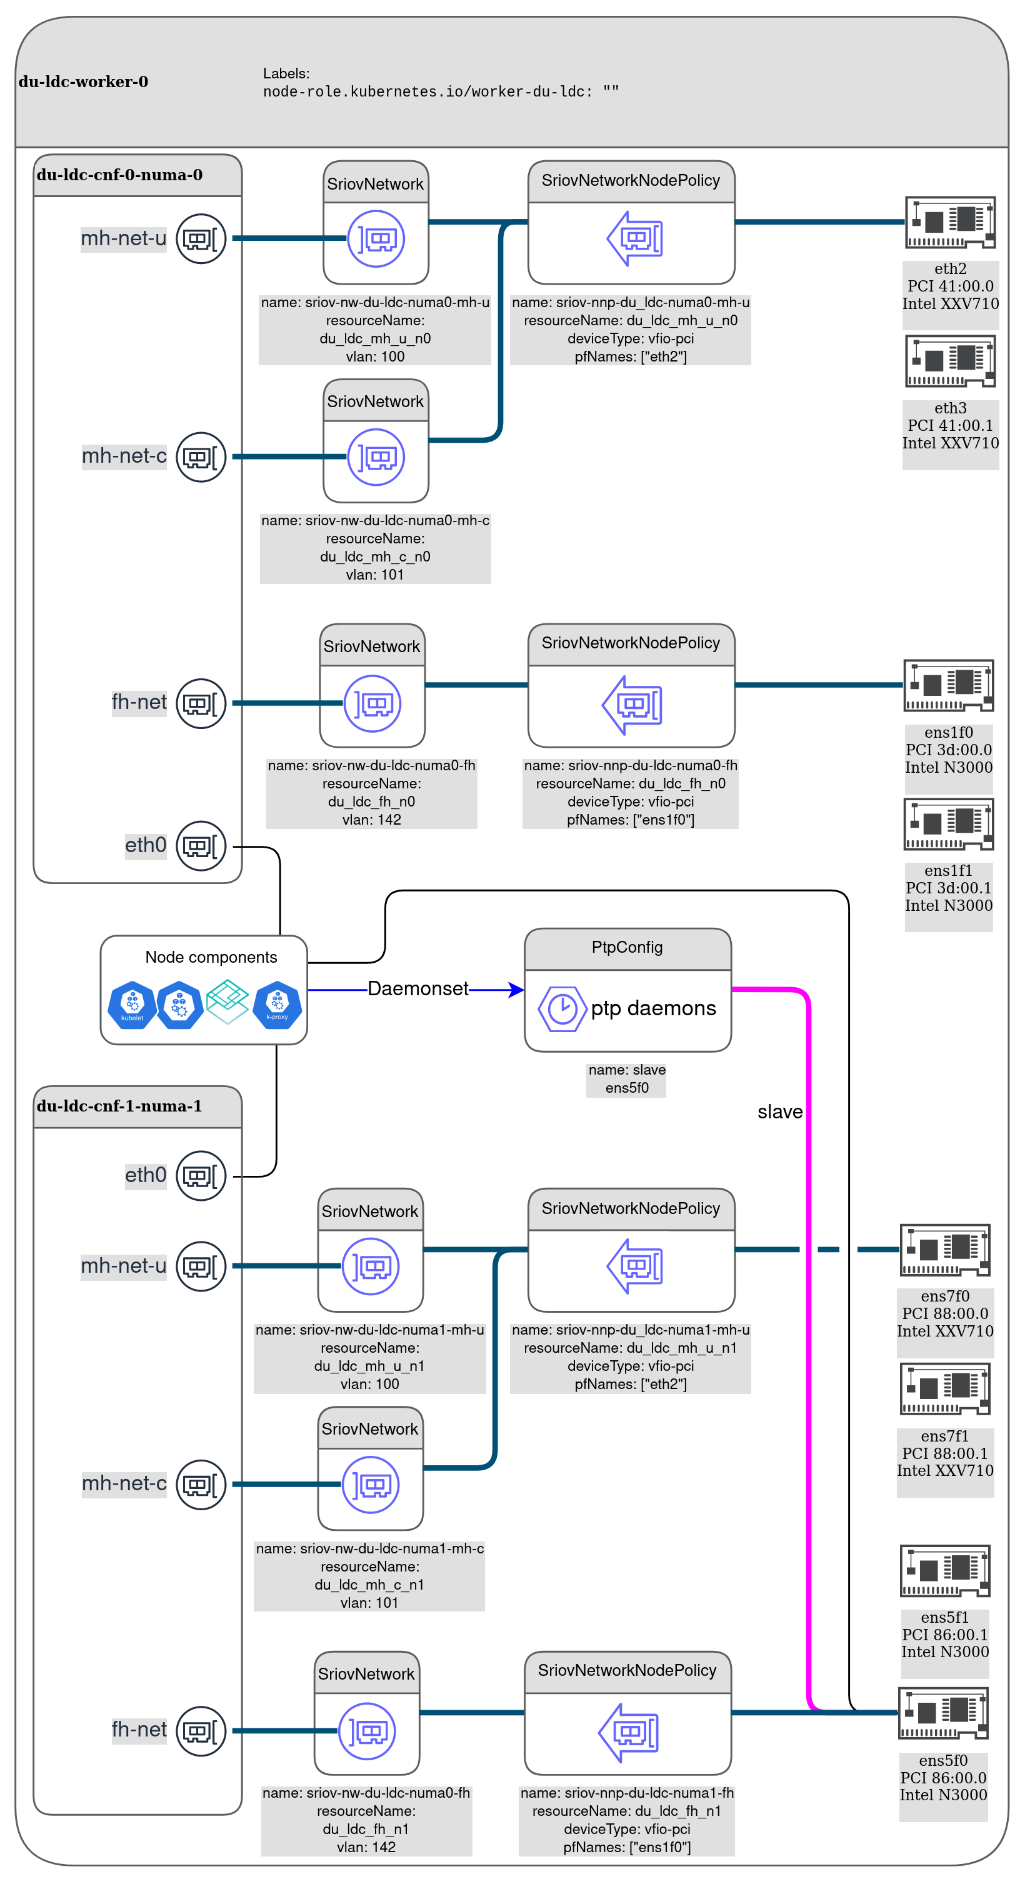 du-ldc-worker-0
Labels:
node-role.kubernetes.io/worker-du-ldc: ""
du-ldc-cnf-0-numa-0
mh-net-u
SriovNetwork
name: sriov-nw-du-ldc-numa0-mh-u
resourceName:
du_ldc_mh_u_n0
vlan: 100
SriovNetworkNodePolicy
name: sriov-nnp-du_ldc-numa0-mh-u
resourceName: du_ldc_mh_u_n0
deviceType: vfio-pci
pfNames: ["eth2"]
eth2
PCI 41:00.0
Intel XXV710
eth3
PCI 41:00.1
Intel XXV710
mh-net-c
SriovNetwork
name: sriov-nw-du-ldc-numa0-mh-c
resourceName:
du_ldc_mh_c_n0
vlan: 101
fh-net
SriovNetwork
name: sriov-nw-du-ldc-numa0-fh
resourceName:
du_ldc_fh_n0
vlan: 142
SriovNetworkNodePolicy
name: sriov-nnp-du-ldc-numa0-fh
resourceName: du_ldc_fh_n0
deviceType: vfio-pci
pfNames: ["ens1f0"]
ens1f0
PCI 3d:00.0
Intel N3000
ens1f1
PCI 3d:00.1
Intel N3000
eth0
Node components
kubelet
k-proxy
Daemonset
PtpConfig
ptp daemons
name: slave
ens5f0
slave
du-ldc-cnf-1-numa-1
eth0
mh-net-u
SriovNetwork
name: sriov-nw-du-ldc-numa1-mh-u
resourceName:
du_ldc_mh_u_n1
vlan: 100
SriovNetworkNodePolicy
name: sriov-nnp-du_ldc-numa1-mh-u
resourceName: du_ldc_mh_u_n1
deviceType: vfio-pci
pfNames: ["eth2"]
ens7f0
PCI 88:00.0
Intel XXV710
ens7f1
PCI 88:00.1
Intel XXV710
mh-net-c
SriovNetwork
name: sriov-nw-du-ldc-numa1-mh-c
resourceName:
du_ldc_mh_c_n1
vlan: 101
ens5f1
PCI 86:00.1
Intel N3000
fh-net
SriovNetwork
name: sriov-nw-du-ldc-numa0-fh
resourceName:
du_ldc_fh_n1
vlan: 142
SriovNetworkNodePolicy
name: sriov-nnp-du-ldc-numa1-fh
resourceName: du_ldc_fh_n1
deviceType: vfio-pci
pfNames: ["ens1f0"]
ens5f0
PCI 86:00.0
Intel N3000